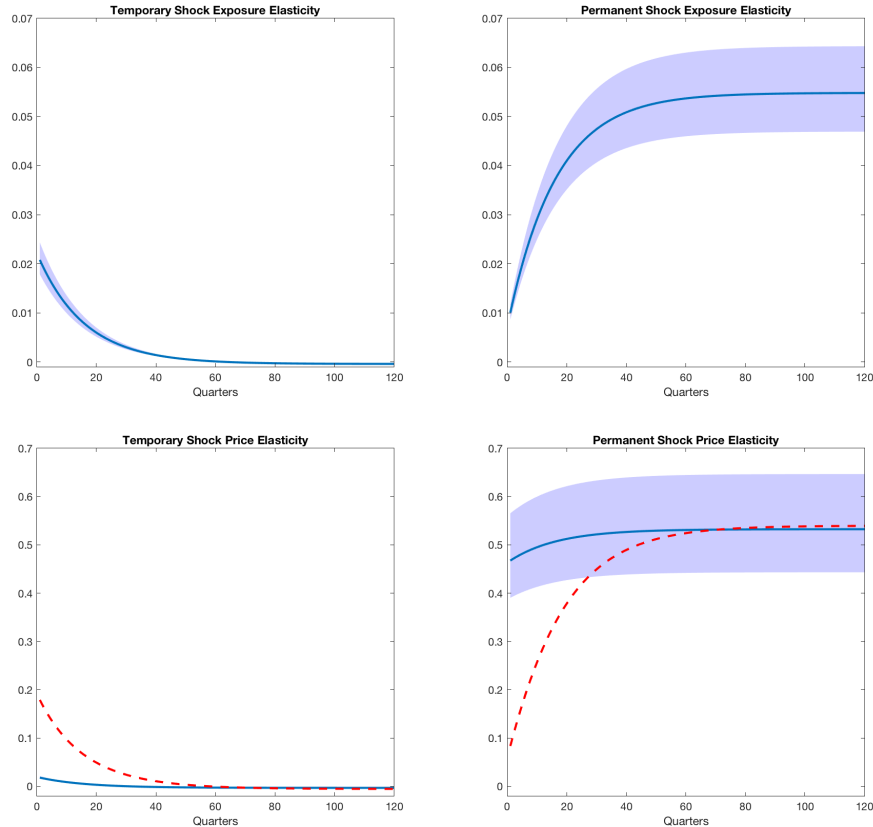 Temporary Shock Exposure Elasticity
0.07
0.06
0.05
0.04
0.03
0.02
0.01
0
0 20 40 60 80 100 120
Quarters
Permanent Shock Exposure Elasticity
0.07
0.06
0.05
0.04
0.03
0.02
0.01
0
0 20 40 60 80 100 120
Quarters
Temporary Shock Price Elasticity
0.7
0.6
0.5
0.4
0.3
0.2
0.1
0
0 20 40 60 80 100 120
Quarters
Permanent Shock Price Elasticity
0.7
0.6
0.5
0.4
0.3
0.2
0.1
0
0 20 40 60 80 100 120
Quarters